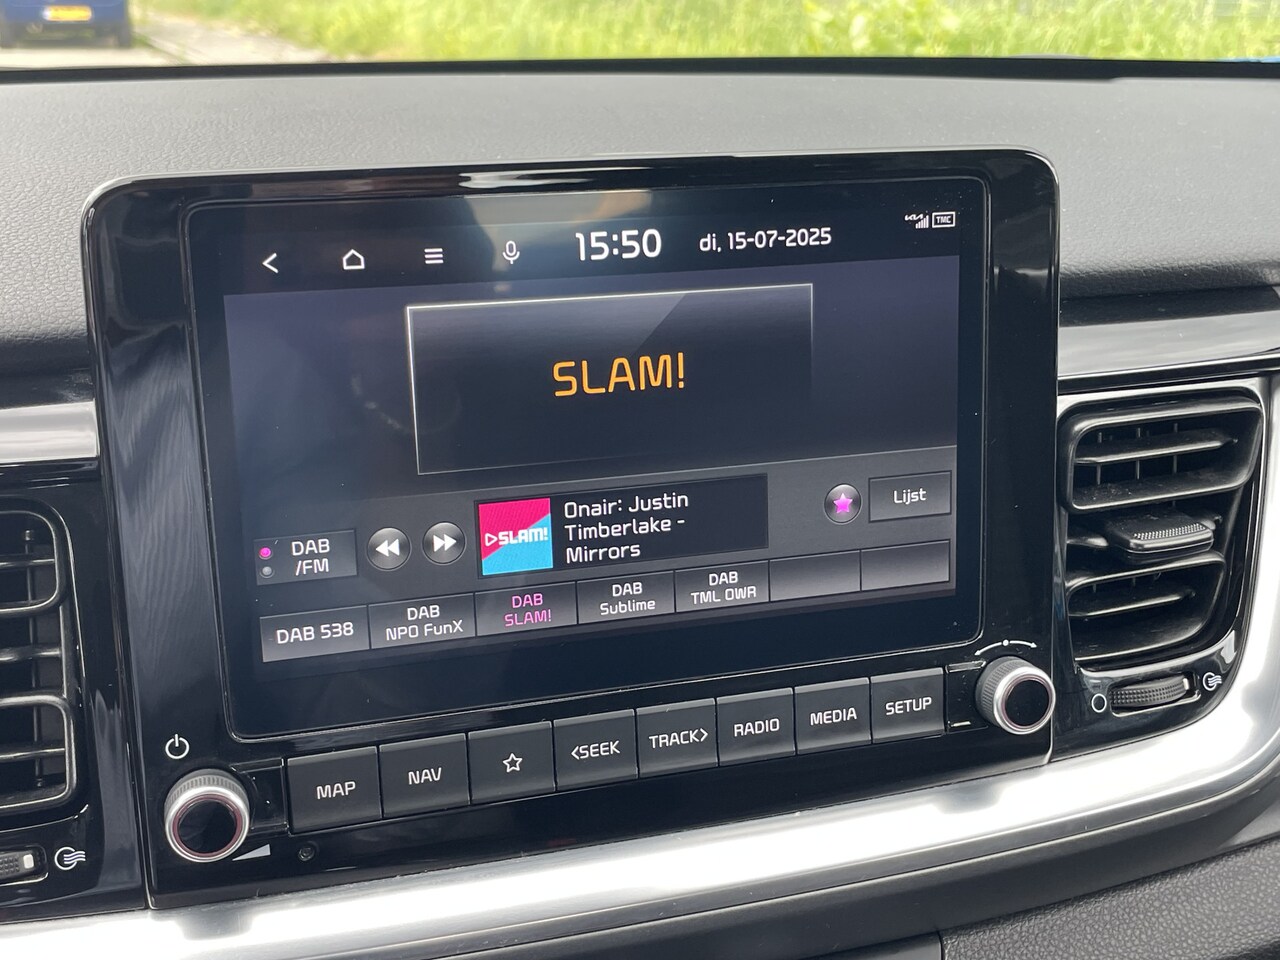 15:50
di, 15-07-2025
KIA
TMC
SLAM!
DAB
/FM
SLAM!
Onair: Justin
Timberlake -
Mirrors
Lijst
DAB 538
DAB
NPO FunX
DAB
SLAM!
DAB
Sublime
DAB
TML OWR
MAP
NAV
<SEEK
TRACK>
RADIO
MEDIA
SETUP